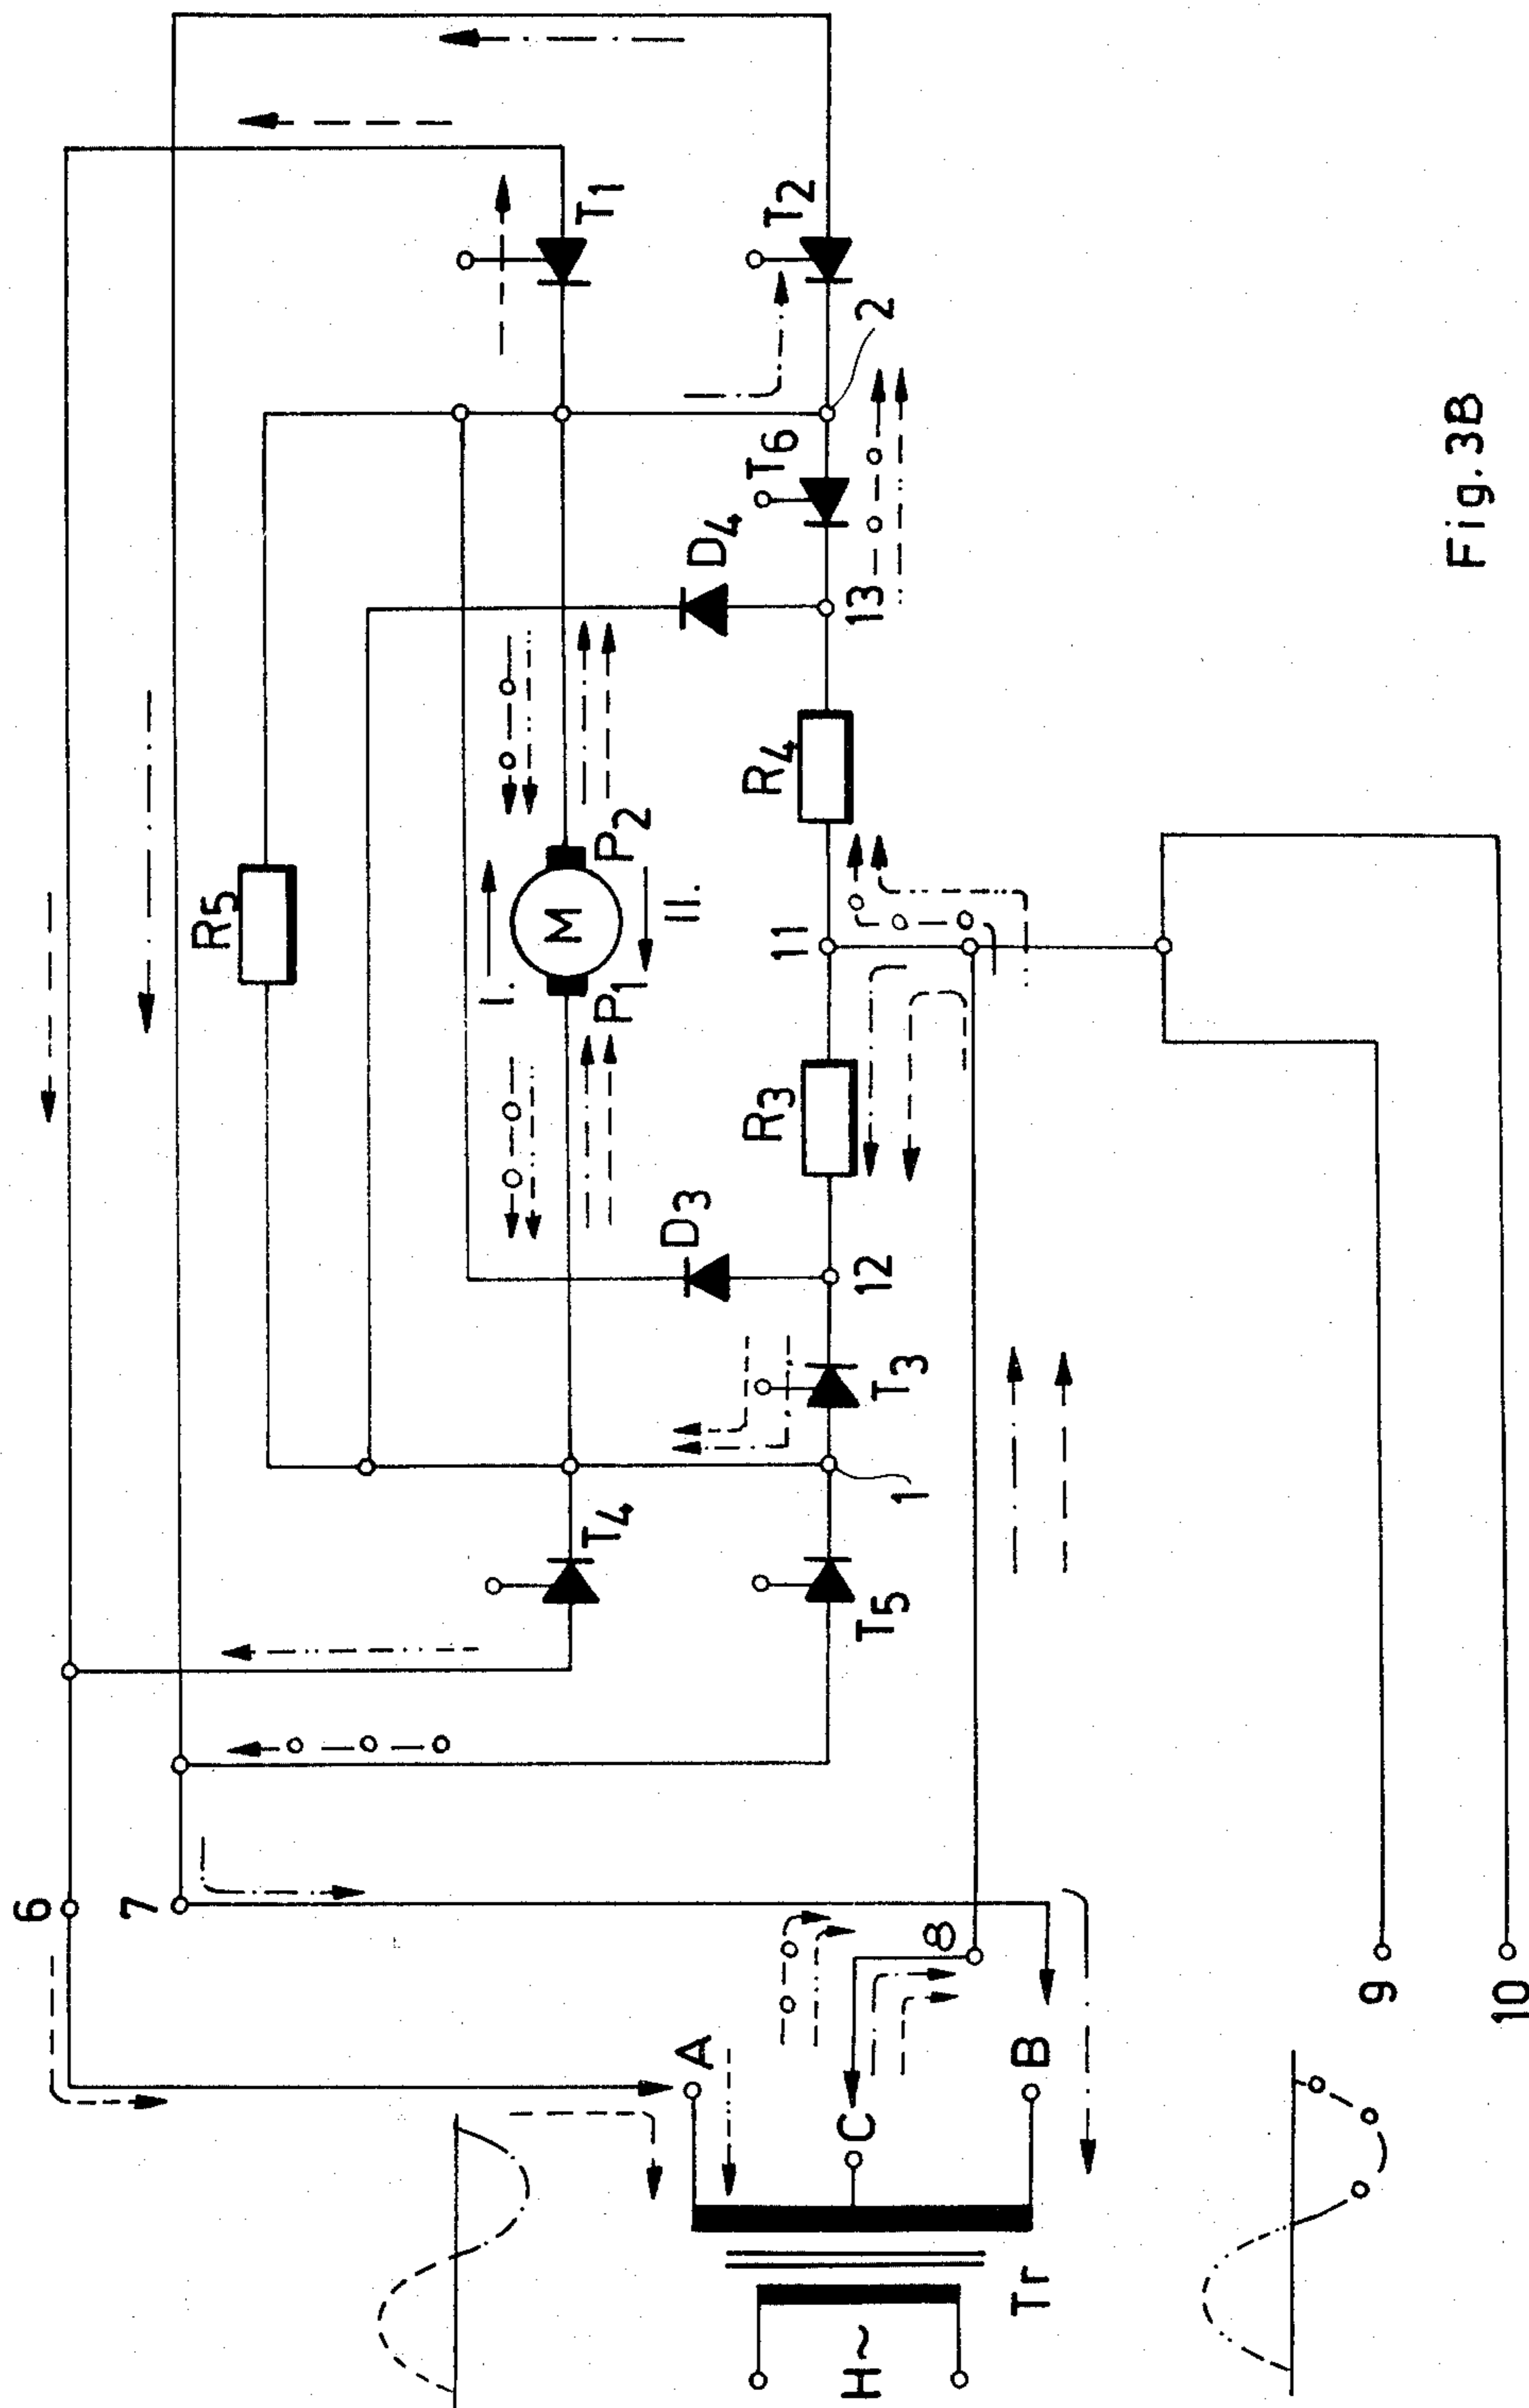 6
7
R5
I.
M
P1
P2
II.
T1
T2
T4
T5
T3
D3
12
R3
11
R4
D4
13
T6
2
1
A
C
B
8
H~
Tr
9
10
Fig.3B